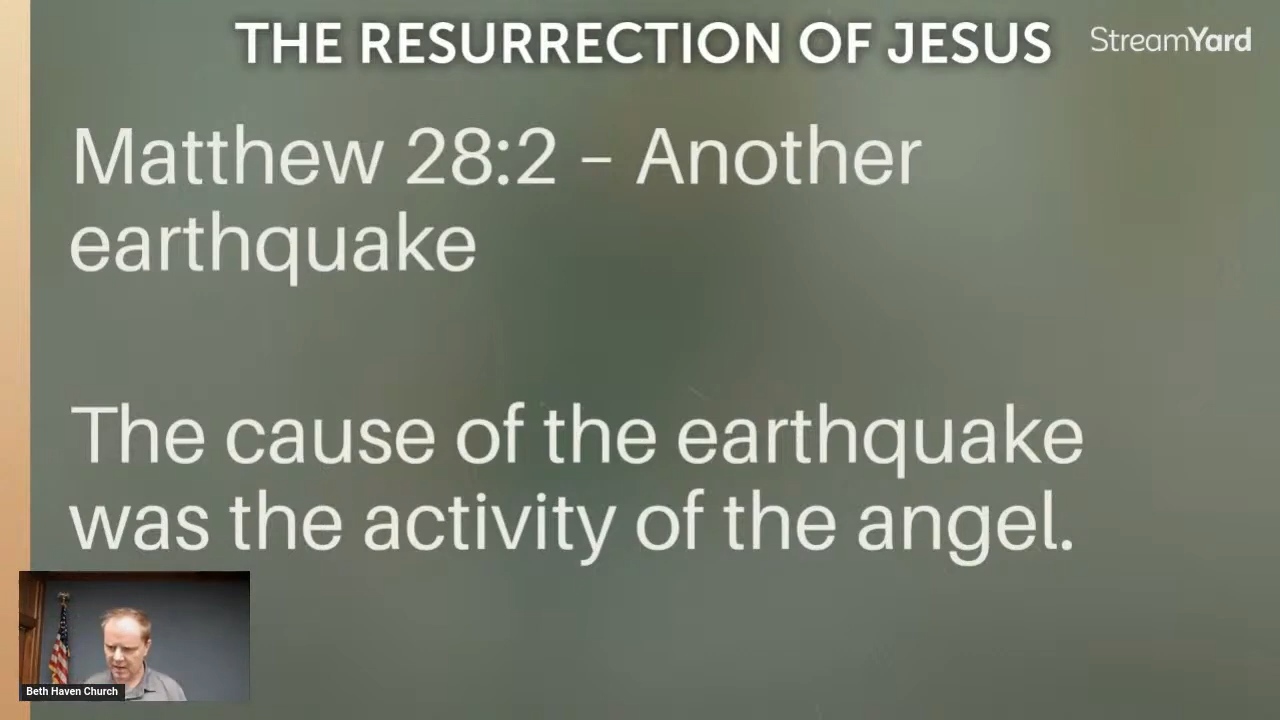 THE RESURRECTION OF JESUS
StreamYard
Matthew 28:2 – Another
earthquake
The cause of the earthquake
was the activity of the angel.
Beth Haven Church